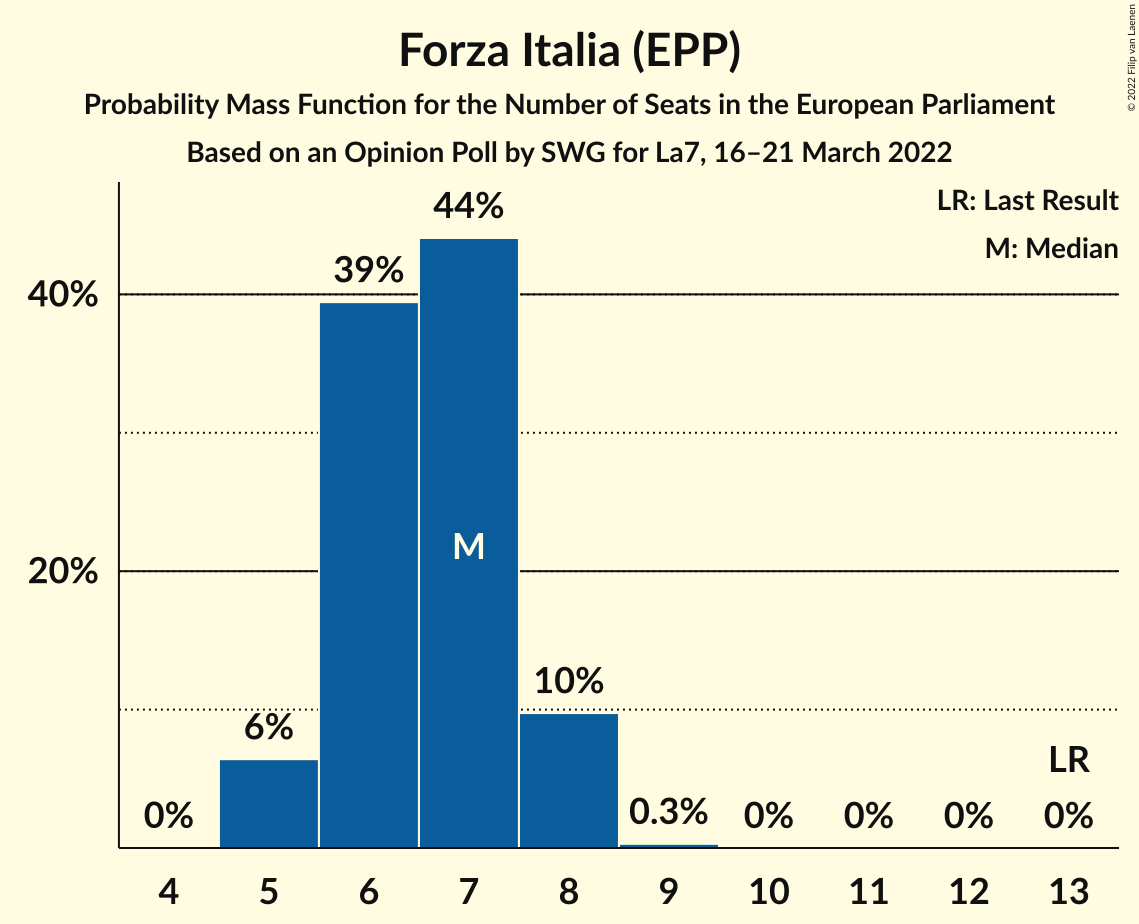 Forza Italia (EPP)
Probability Mass Function for the Number of Seats in the European Parliament
Based on an Opinion Poll by SWG for La7, 16–21 March 2022
© 2022 Filip van Laenen
LR: Last Result
M: Median
40%
20%
0%
6%
39%
44%
M
10%
0.3%
0%
0%
0%
LR
0%
4 5 6 7 8 9 10 11 12 13